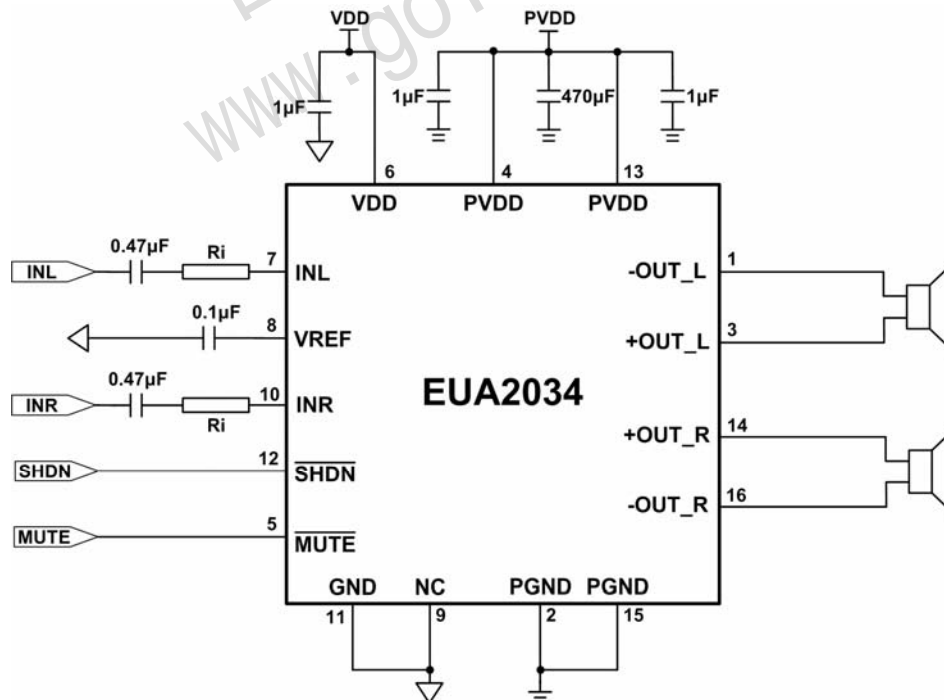 VDD PVDD
1µF 1µF 470µF 1µF
www.go
6 4 13
VDD PVDD PVDD
0.47µF Ri 7
INL INL -OUT_L 1
0.1µF 8
VREF +OUT_L 3
0.47µF 10
INR Ri INR
EUA2034
+OUT_R 14
SHDN 12 SHDN
-OUT_R 16
MUTE 5 MUTE
GND NC PGND PGND
11 9 2 15